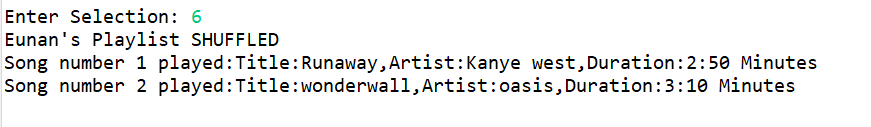 Enter Selection: 6
Eunan's Playlist SHUFFLED
Song number 1 played:Title:Runaway,Artist:Kanye west,Duration:2:50 Minutes
Song number 2 played:Title:wonderwall,Artist:oasis,Duration:3:10 Minutes